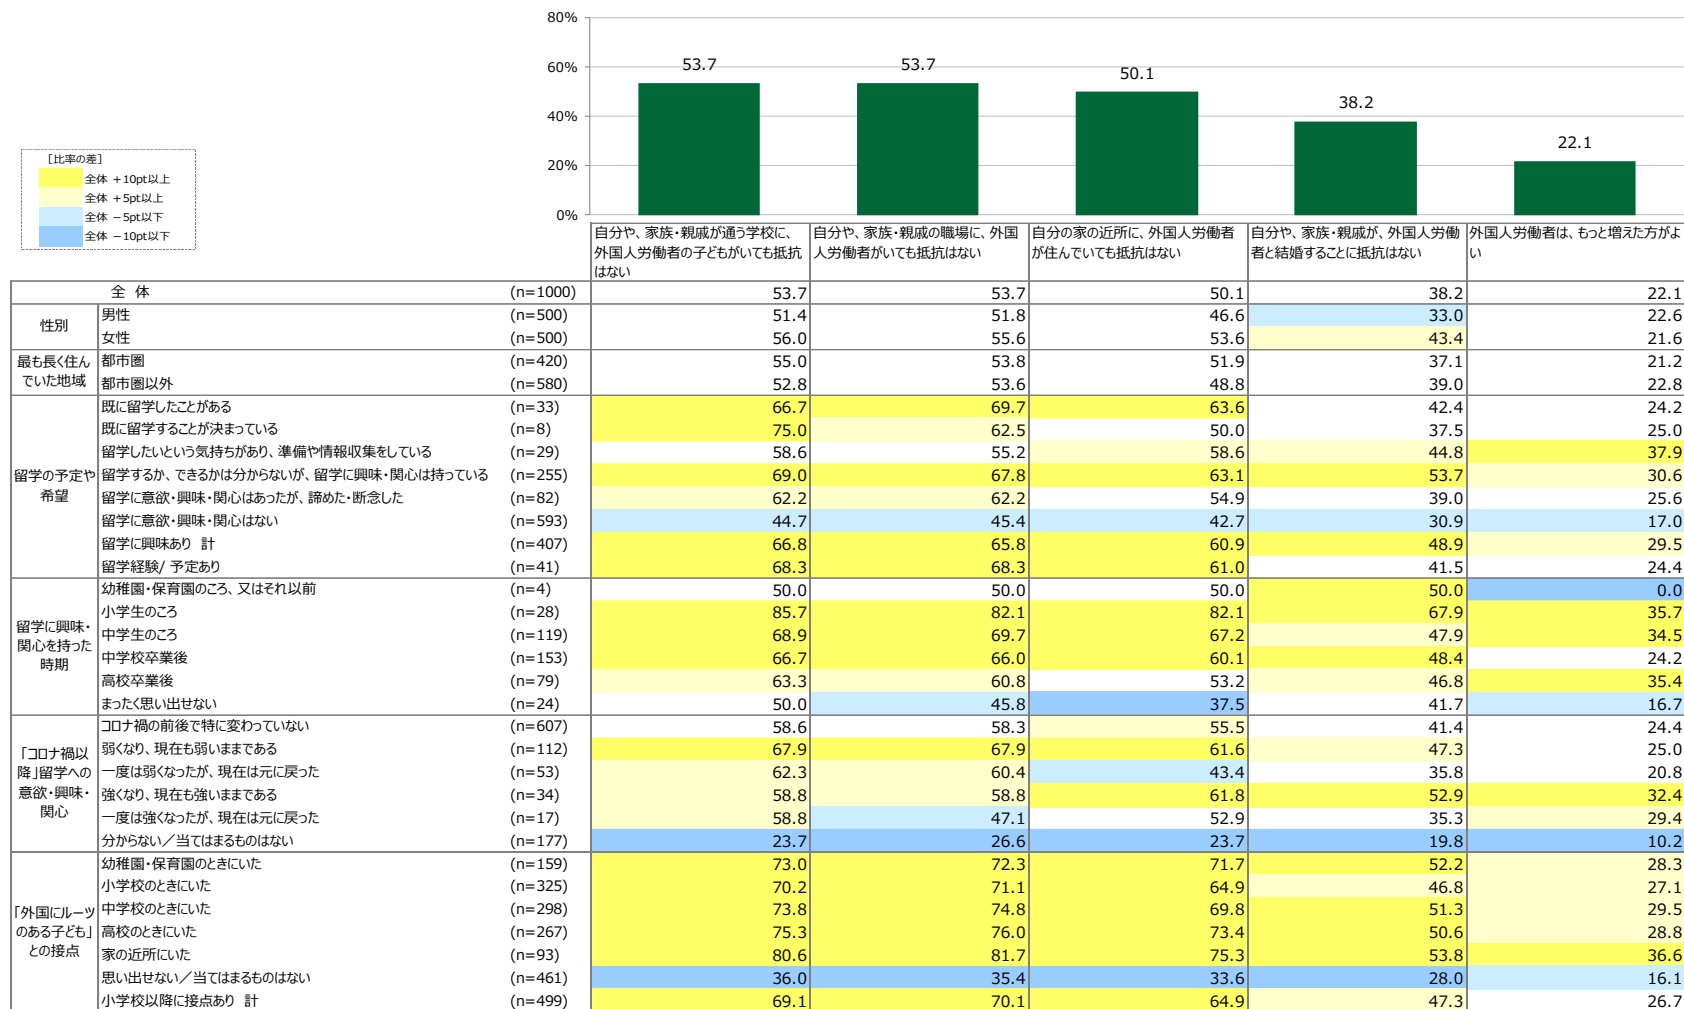 80%
60%
40%
20%
0%
53.7
53.7
50.1
38.2
22.1
[比率の差]
全体 +10pt以上
全体 +5pt以上
全体 -5pt以下
全体 -10pt以下
自分や、家族・親戚が通う学校に、
外国人労働者の子どもがいても抵抗
はない
自分や、家族・親戚の職場に、外国
人労働者がいても抵抗はない
自分の家の近所に、外国人労働者
が住んでいても抵抗はない
自分や、家族・親戚が、外国人労働
者と結婚することに抵抗はない
外国人労働者は、もっと増えた方がよ
い
全 体 (n=1000) 53.7 53.7 50.1 38.2 22.1
性別
男性 (n=500) 51.4 51.8 46.6 33.0 22.6
女性 (n=500) 56.0 55.6 53.6 43.4 21.6
最も長く住ん
でいた地域
都市圏 (n=420) 55.0 53.8 51.9 37.1 21.2
都市圏以外 (n=580) 52.8 53.6 48.8 39.0 22.8
留学の予定や
希望
既に留学したことがある (n=33) 66.7 69.7 63.6 42.4 24.2
既に留学することが決まっている (n=8) 75.0 62.5 50.0 37.5 25.0
留学したいという気持ちがあり、準備や情報収集をしている (n=29) 58.6 55.2 58.6 44.8 37.9
留学するか、できるかは分からないが、留学に興味・関心は持っている (n=255) 69.0 67.8 63.1 53.7 30.6
留学に意欲・興味・関心はあったが、諦めた・断念した (n=82) 62.2 62.2 54.9 39.0 25.6
留学に意欲・興味・関心はない (n=593) 44.7 45.4 42.7 30.9 17.0
留学に興味あり 計 (n=407) 66.8 65.8 60.9 48.9 29.5
留学経験/ 予定あり (n=41) 68.3 68.3 61.0 41.5 24.4
留学に興味・
関心を持った
時期
幼稚園・保育園のころ、又はそれ以前 (n=4) 50.0 50.0 50.0 50.0 0.0
小学生のころ (n=28) 85.7 82.1 82.1 67.9 35.7
中学生のころ (n=119) 68.9 69.7 67.2 47.9 34.5
中学校卒業後 (n=153) 66.7 66.0 60.1 48.4 24.2
高校卒業後 (n=79) 63.3 60.8 53.2 46.8 35.4
まったく思い出せない (n=24) 50.0 45.8 37.5 41.7 16.7
「コロナ禍以
降」留学への
意欲・興味・
関心
コロナ禍の前後で特に変わっていない (n=607) 58.6 58.3 55.5 41.4 24.4
弱くなり、現在も弱いままである (n=112) 67.9 67.9 61.6 47.3 25.0
一度は弱くなったが、現在は元に戻った (n=53) 62.3 60.4 43.4 35.8 20.8
強くなり、現在も強いままである (n=34) 58.8 58.8 61.8 52.9 32.4
一度は強くなったが、現在は元に戻った (n=17) 58.8 47.1 52.9 35.3 29.4
分からない／当てはまるものはない (n=177) 23.7 26.6 23.7 19.8 10.2
「外国にルーツ
のある子ども」
との接点
幼稚園・保育園のときにいた (n=159) 73.0 72.3 71.7 52.2 28.3
小学校のときにいた (n=325) 70.2 71.1 64.9 46.8 27.1
中学校のときにいた (n=298) 73.8 74.8 69.8 51.3 29.5
高校のときにいた (n=267) 75.3 76.0 73.4 50.6 28.8
家の近所にいた (n=93) 80.6 81.7 75.3 53.8 36.6
思い出せない／当てはまるものはない (n=461) 36.0 35.4 33.6 28.0 16.1
小学校以降に接点あり 計 (n=499) 69.1 70.1 64.9 47.3 26.7